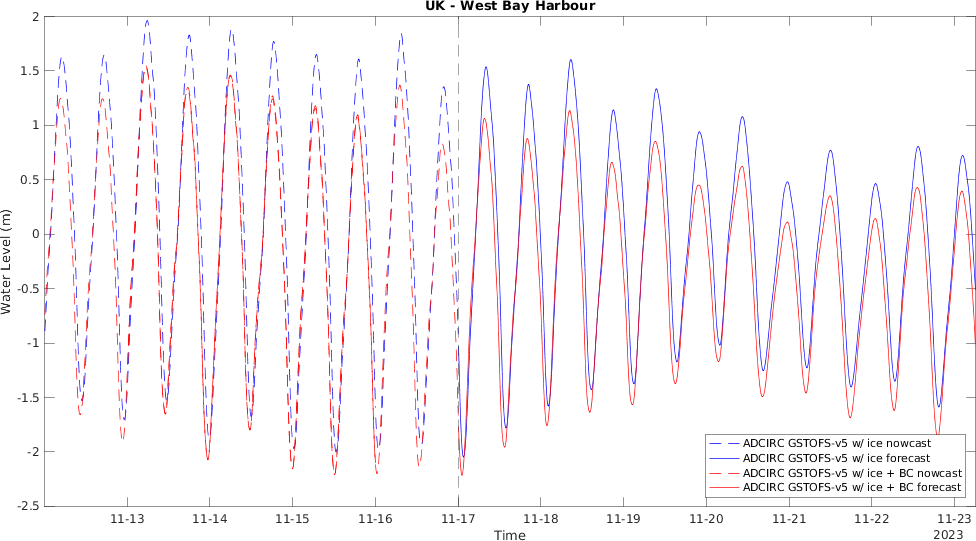 UK - West Bay Harbour
2
1.5
1
0.5
0
-0.5
-1
-1.5
-2
-2.5
Water Level (m)
ADCIRC GSTOFS-v5 w/ ice nowcast
ADCIRC GSTOFS-v5 w/ ice forecast
ADCIRC GSTOFS-v5 w/ ice + BC nowcast
ADCIRC GSTOFS-v5 w/ ice + BC forecast
11-13 11-14 11-15 11-16 11-17 11-18 11-19 11-20 11-21 11-22 11-23
Time
2023